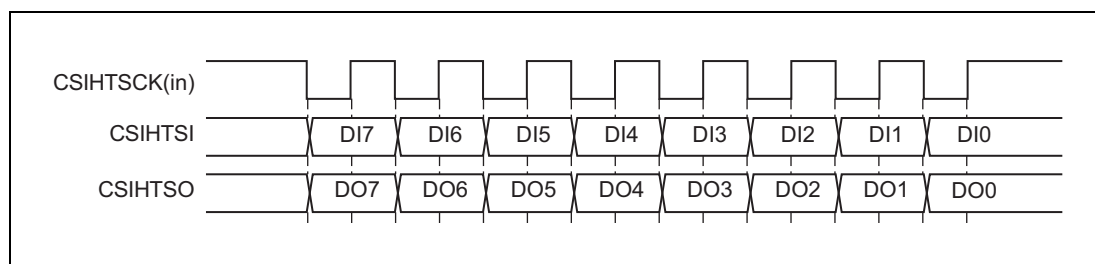 CSIHTSCK(in)
CSIHTSI DI7 DI6 DI5 DI4 DI3 DI2 DI1 DI0
CSIHTSO DO7 DO6 DO5 DO4 DO3 DO2 DO1 DO0